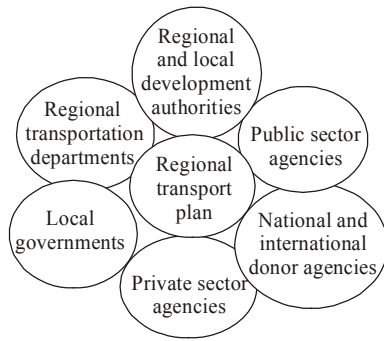 Regional
and local
development
authorities
Regional
transportation
departments
Public sector
agencies
Regional
transport
plan
Local
governments
National and
international
donor agencies
Private sector
agencies